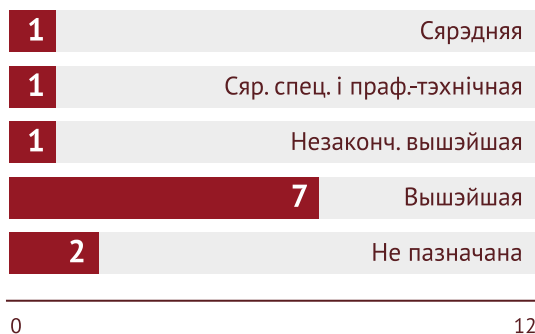 1 Сярэдняя
1 Сяр. спец. і праф.-тэхнічная
1 Незаконч. вышэйшая
7 Вышэйшая
2 Не пазначана
0 12